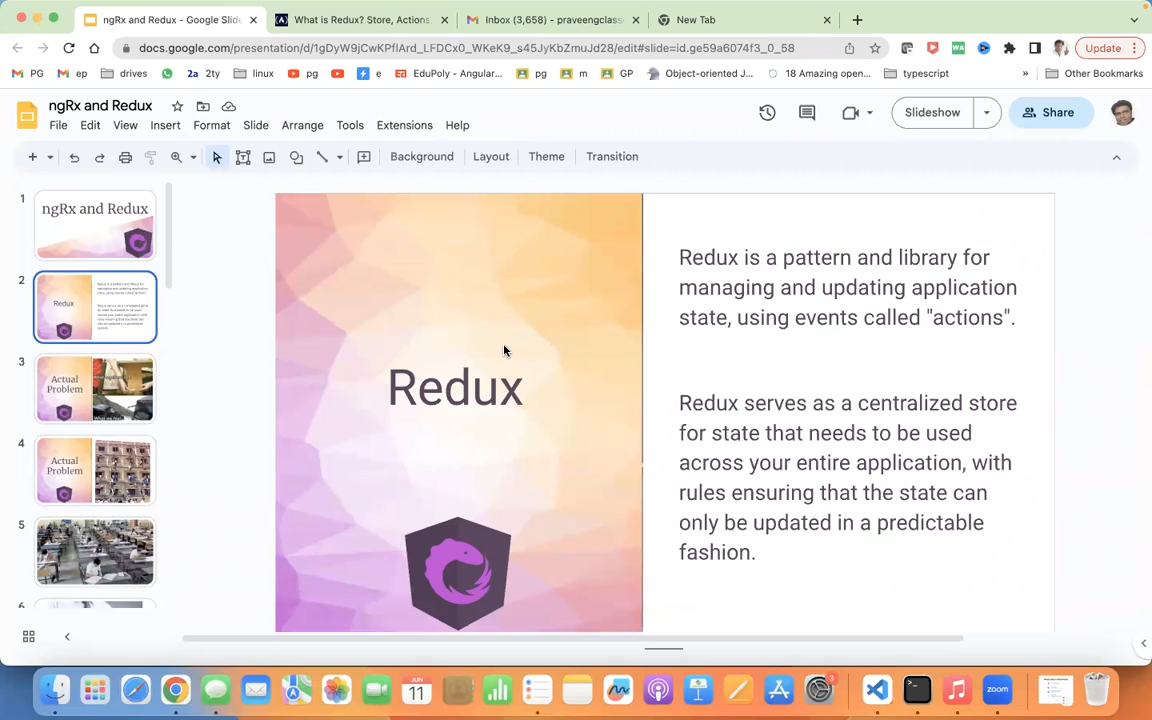 ngRx and Redux - Google Slide
What is Redux? Store, Actions,
Inbox (3,658) - praveengclasse
New Tab
docs.google.com/presentation/d/1gDyW9jCwKPflArd_LFDCx0_WKeK9_s45JyKbZmuJd28/edit#slide=id.ge59a6074f3_0_58
Update
PG
ep
drives
2ty
linux
pg
e
EduPoly - Angular...
pg
m
GP
Object-oriented J...
18 Amazing open...
typescript
»
Other Bookmarks
ngRx and Redux
File Edit View Insert Format Slide Arrange Tools Extensions Help
Slideshow
Share
Background Layout Theme Transition
1
ngRx and Redux
2
Redux
3
Actual
Problem
4
Actual
Problem
5
6
Redux
Redux is a pattern and library for
managing and updating application
state, using events called "actions".
Redux serves as a centralized store
for state that needs to be used
across your entire application, with
rules ensuring that the state can
only be updated in a predictable
fashion.
JUN
11
3
zoom